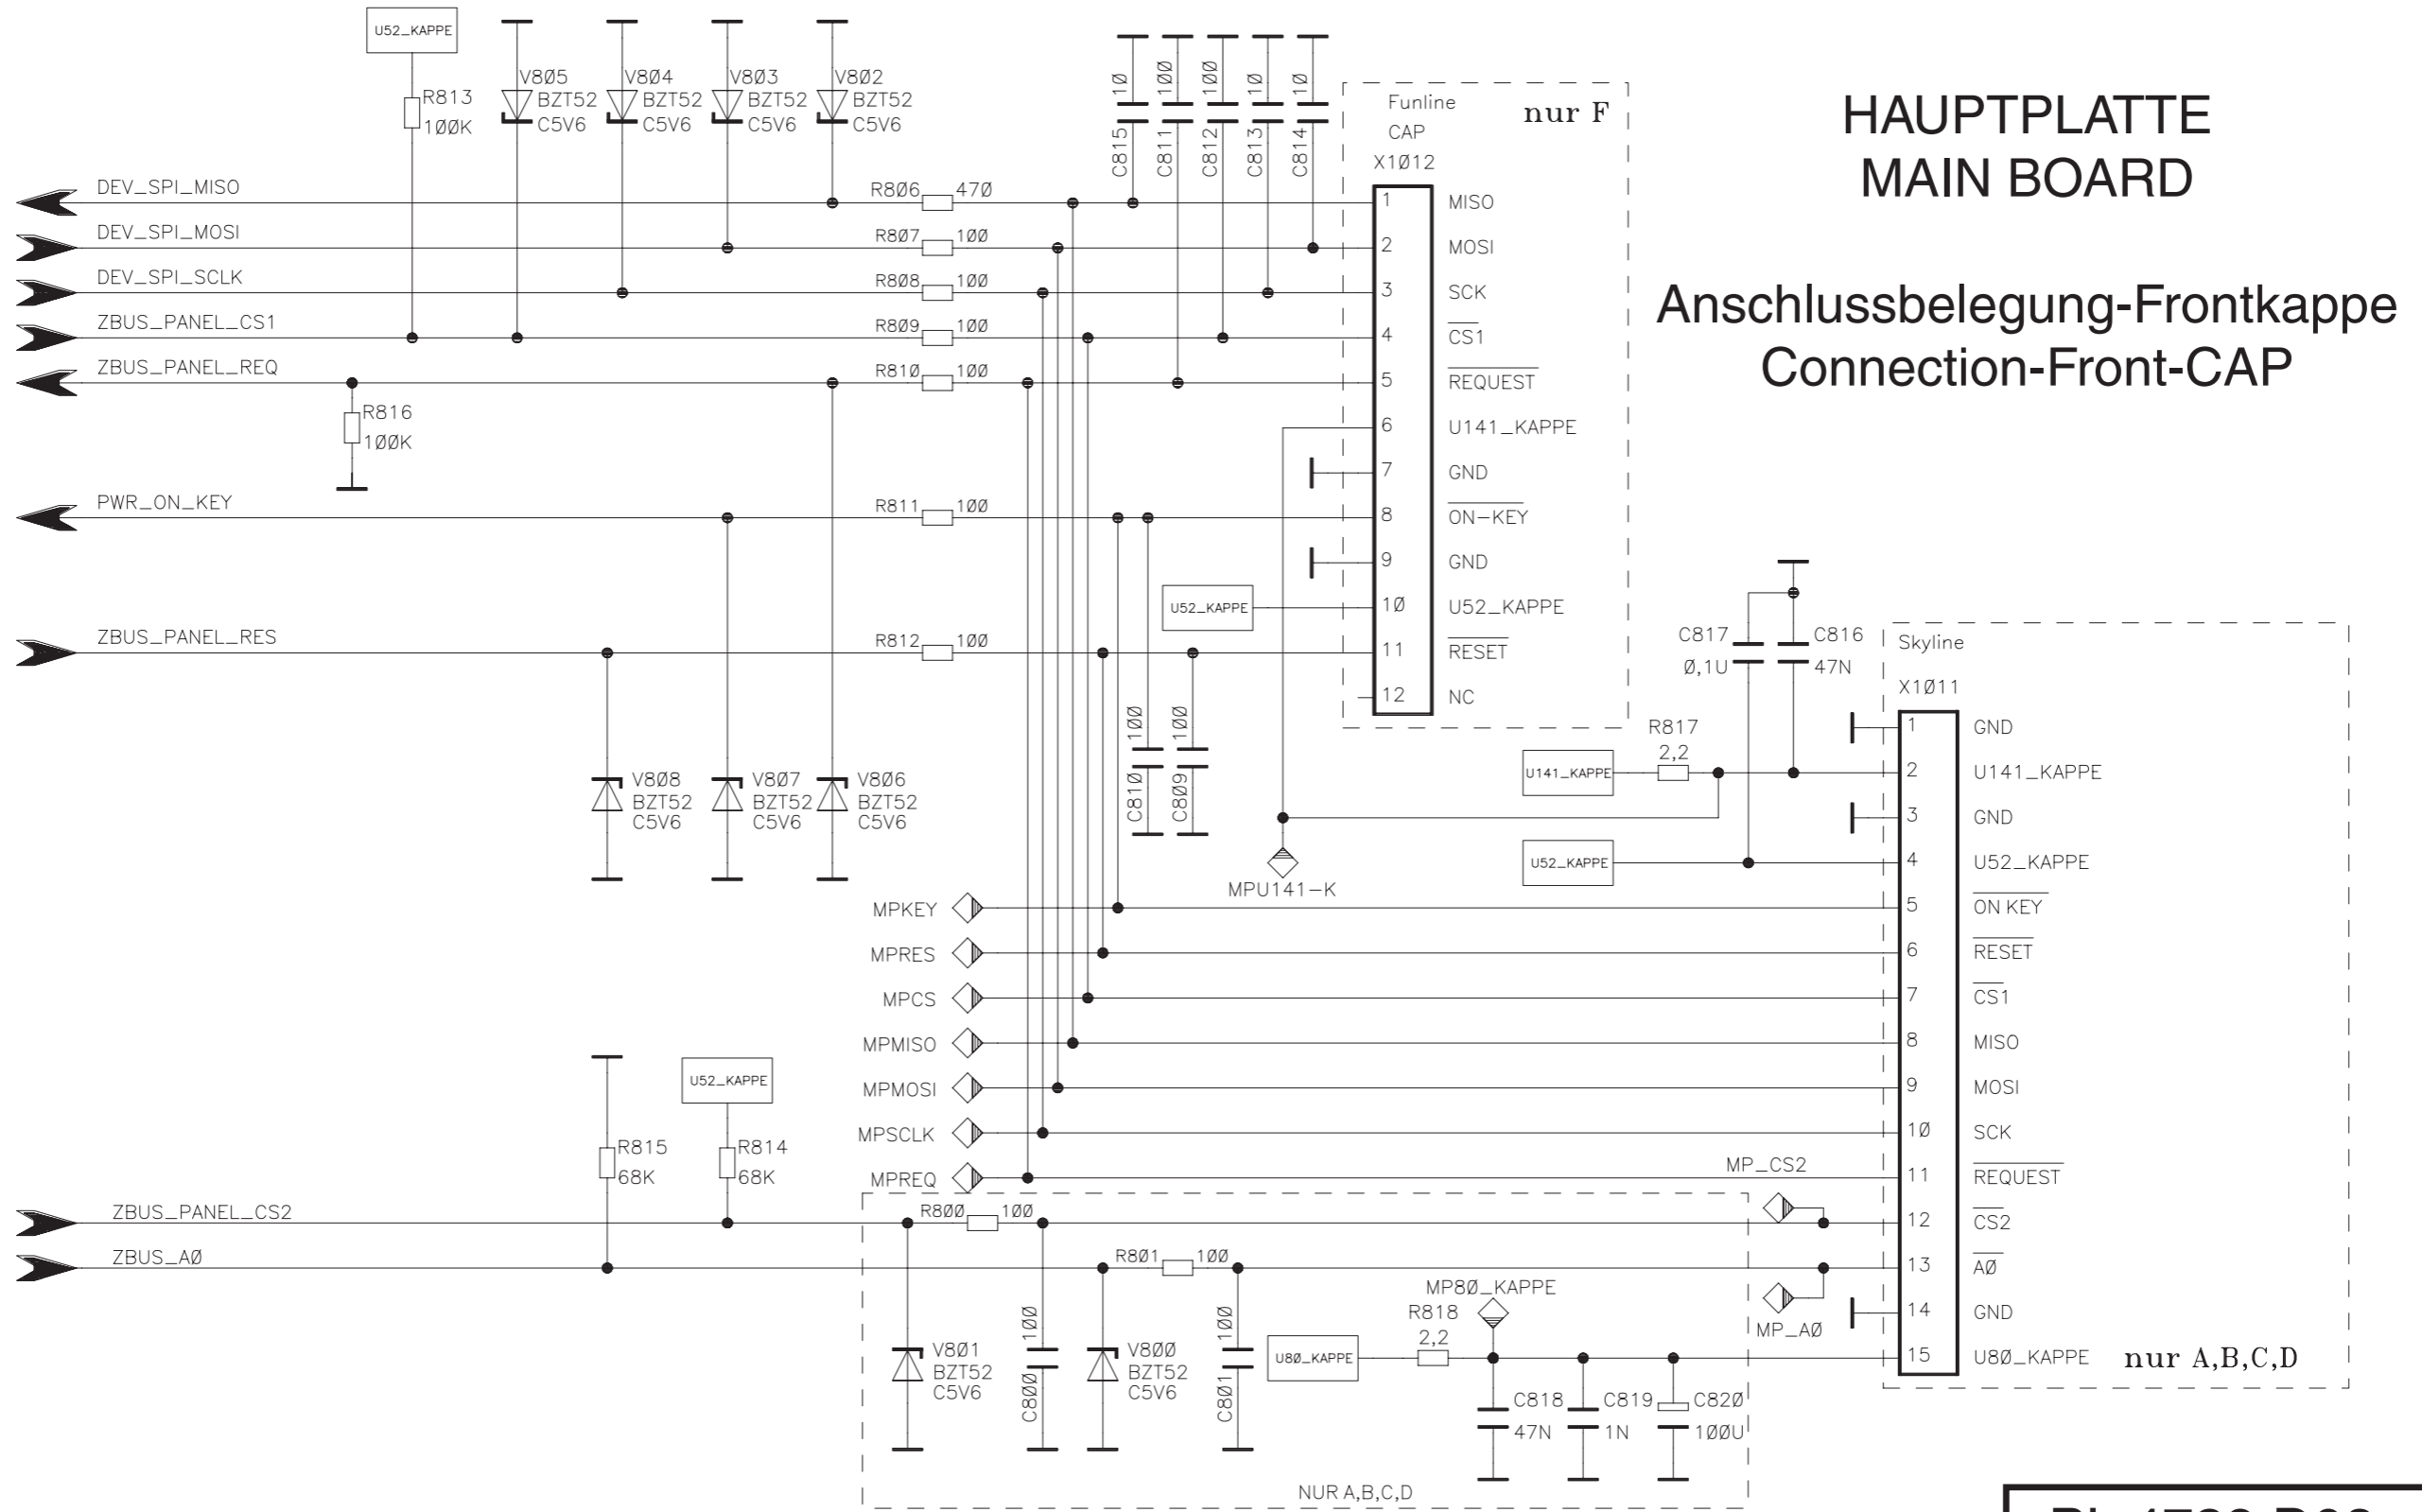 HAUPTPLATTE
MAIN BOARD
Anschlussbelegung-Frontkappe
Connection-Front-CAP
U52_KAPPE
R813
1ØØK
V8Ø5
BZT52
C5V6
V8Ø4
BZT52
C5V6
V8Ø3
BZT52
C5V6
V8Ø2
BZT52
C5V6
C815
1Ø
C811
1ØØ
C812
1ØØ
C813
1Ø
C814
1Ø
Funline
CAP
X1Ø12
nur F
DEV_SPI_MISO
R8Ø6 47Ø
1 MISO
DEV_SPI_MOSI
R8Ø7 1ØØ
2 MOSI
DEV_SPI_SCLK
R8Ø8 1ØØ
3 SCK
ZBUS_PANEL_CS1
R8Ø9 1ØØ
4 CS1
ZBUS_PANEL_REQ
R81Ø 1ØØ
5 REQUEST
R816
1ØØK
6 U141_KAPPE
7 GND
PWR_ON_KEY
R811 1ØØ
8 ON-KEY
9 GND
U52_KAPPE
1Ø U52_KAPPE
ZBUS_PANEL_RES
R812 1ØØ
11 RESET
12 NC
C81Ø
1ØØ
C8Ø9
1ØØ
V8Ø8
BZT52
C5V6
V8Ø7
BZT52
C5V6
V8Ø6
BZT52
C5V6
MPU141-K
C817
Ø,1U
C816
47N
Skyline
X1Ø11
1 GND
R817
2,2
U141_KAPPE
2 U141_KAPPE
3 GND
U52_KAPPE
4 U52_KAPPE
MPKEY
5 ON KEY
MPRES
6 RESET
MPCS
7 CS1
MPMISO
8 MISO
MPMOSI
9 MOSI
MPSCLK
1Ø SCK
MPREQ
MP_CS2
11 REQUEST
U52_KAPPE
R815
68K
R814
68K
ZBUS_PANEL_CS2
R8ØØ 1ØØ
12 CS2
ZBUS_AØ
R8Ø1 1ØØ
13 AØ
MP_AØ
14 GND
V8Ø1
BZT52
C5V6
C8ØØ
1ØØ
V8ØØ
BZT52
C5V6
C8Ø1
1ØØ
U8Ø_KAPPE
R818
2,2
MP8Ø_KAPPE
15 U8Ø_KAPPE
nur A,B,C,D
C818
47N
C819
1N
C82Ø
1ØØU
NUR A,B,C,D